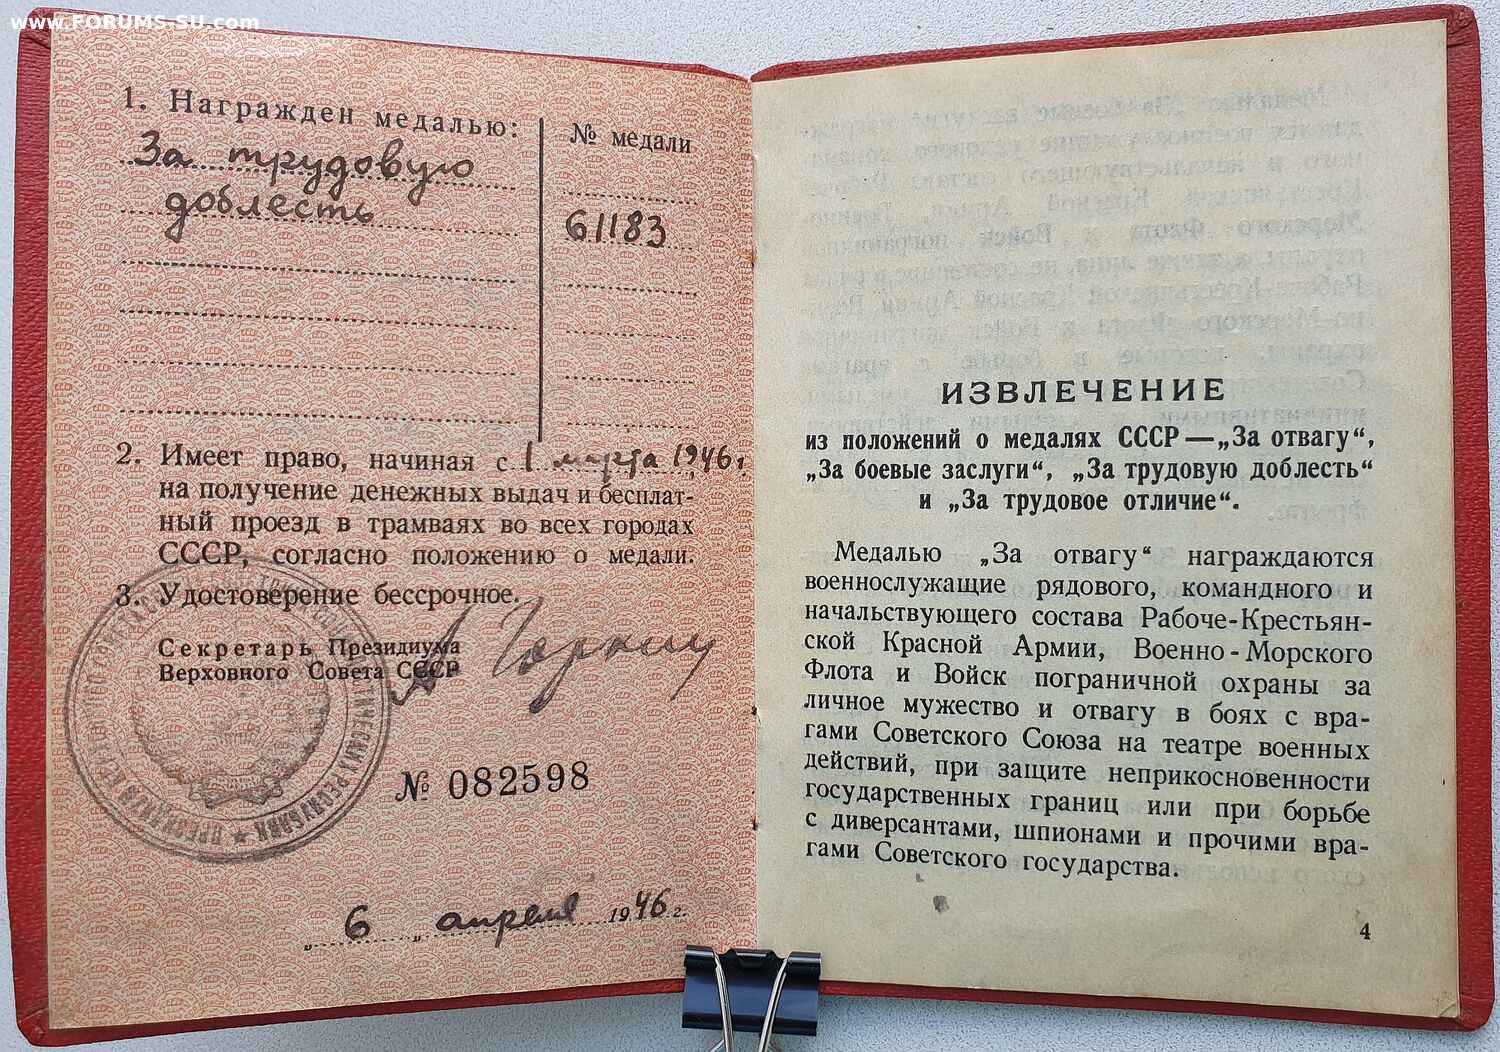 www.FORUMS-SU.com
1. Награжден медалью:
№ медали
За трудовую
доблесть
61183
2. Имеет право, начиная с 1 марта 1946 г
на получение денежных выдач и бесплат-
ный проезд в трамваях во всех городах
СССР, согласно положению о медали.
3. Удостоверение бессрочное.
Секретарь Президиума
Верховного Совета СССР
№ 082598
„ 6 „ апреля 1946 г.
ИЗВЛЕЧЕНИЕ
из положений о медалях СССР — „За отвагу“,
„За боевые заслуги“, „За трудовую доблесть“
и „За трудовое отличие“.
Медалью „За отвагу“ награждаются
военнослужащие рядового, командного и
начальствующего состава Рабоче-Крестьян-
ской Красной Армии, Военно-Морского
Флота и Войск пограничной охраны за
личное мужество и отвагу в боях с вра-
гами Советского Союза на театре военных
действий, при защите неприкосновенности
государственных границ или при борьбе
с диверсантами, шпионами и прочими вра-
гами Советского государства.
4